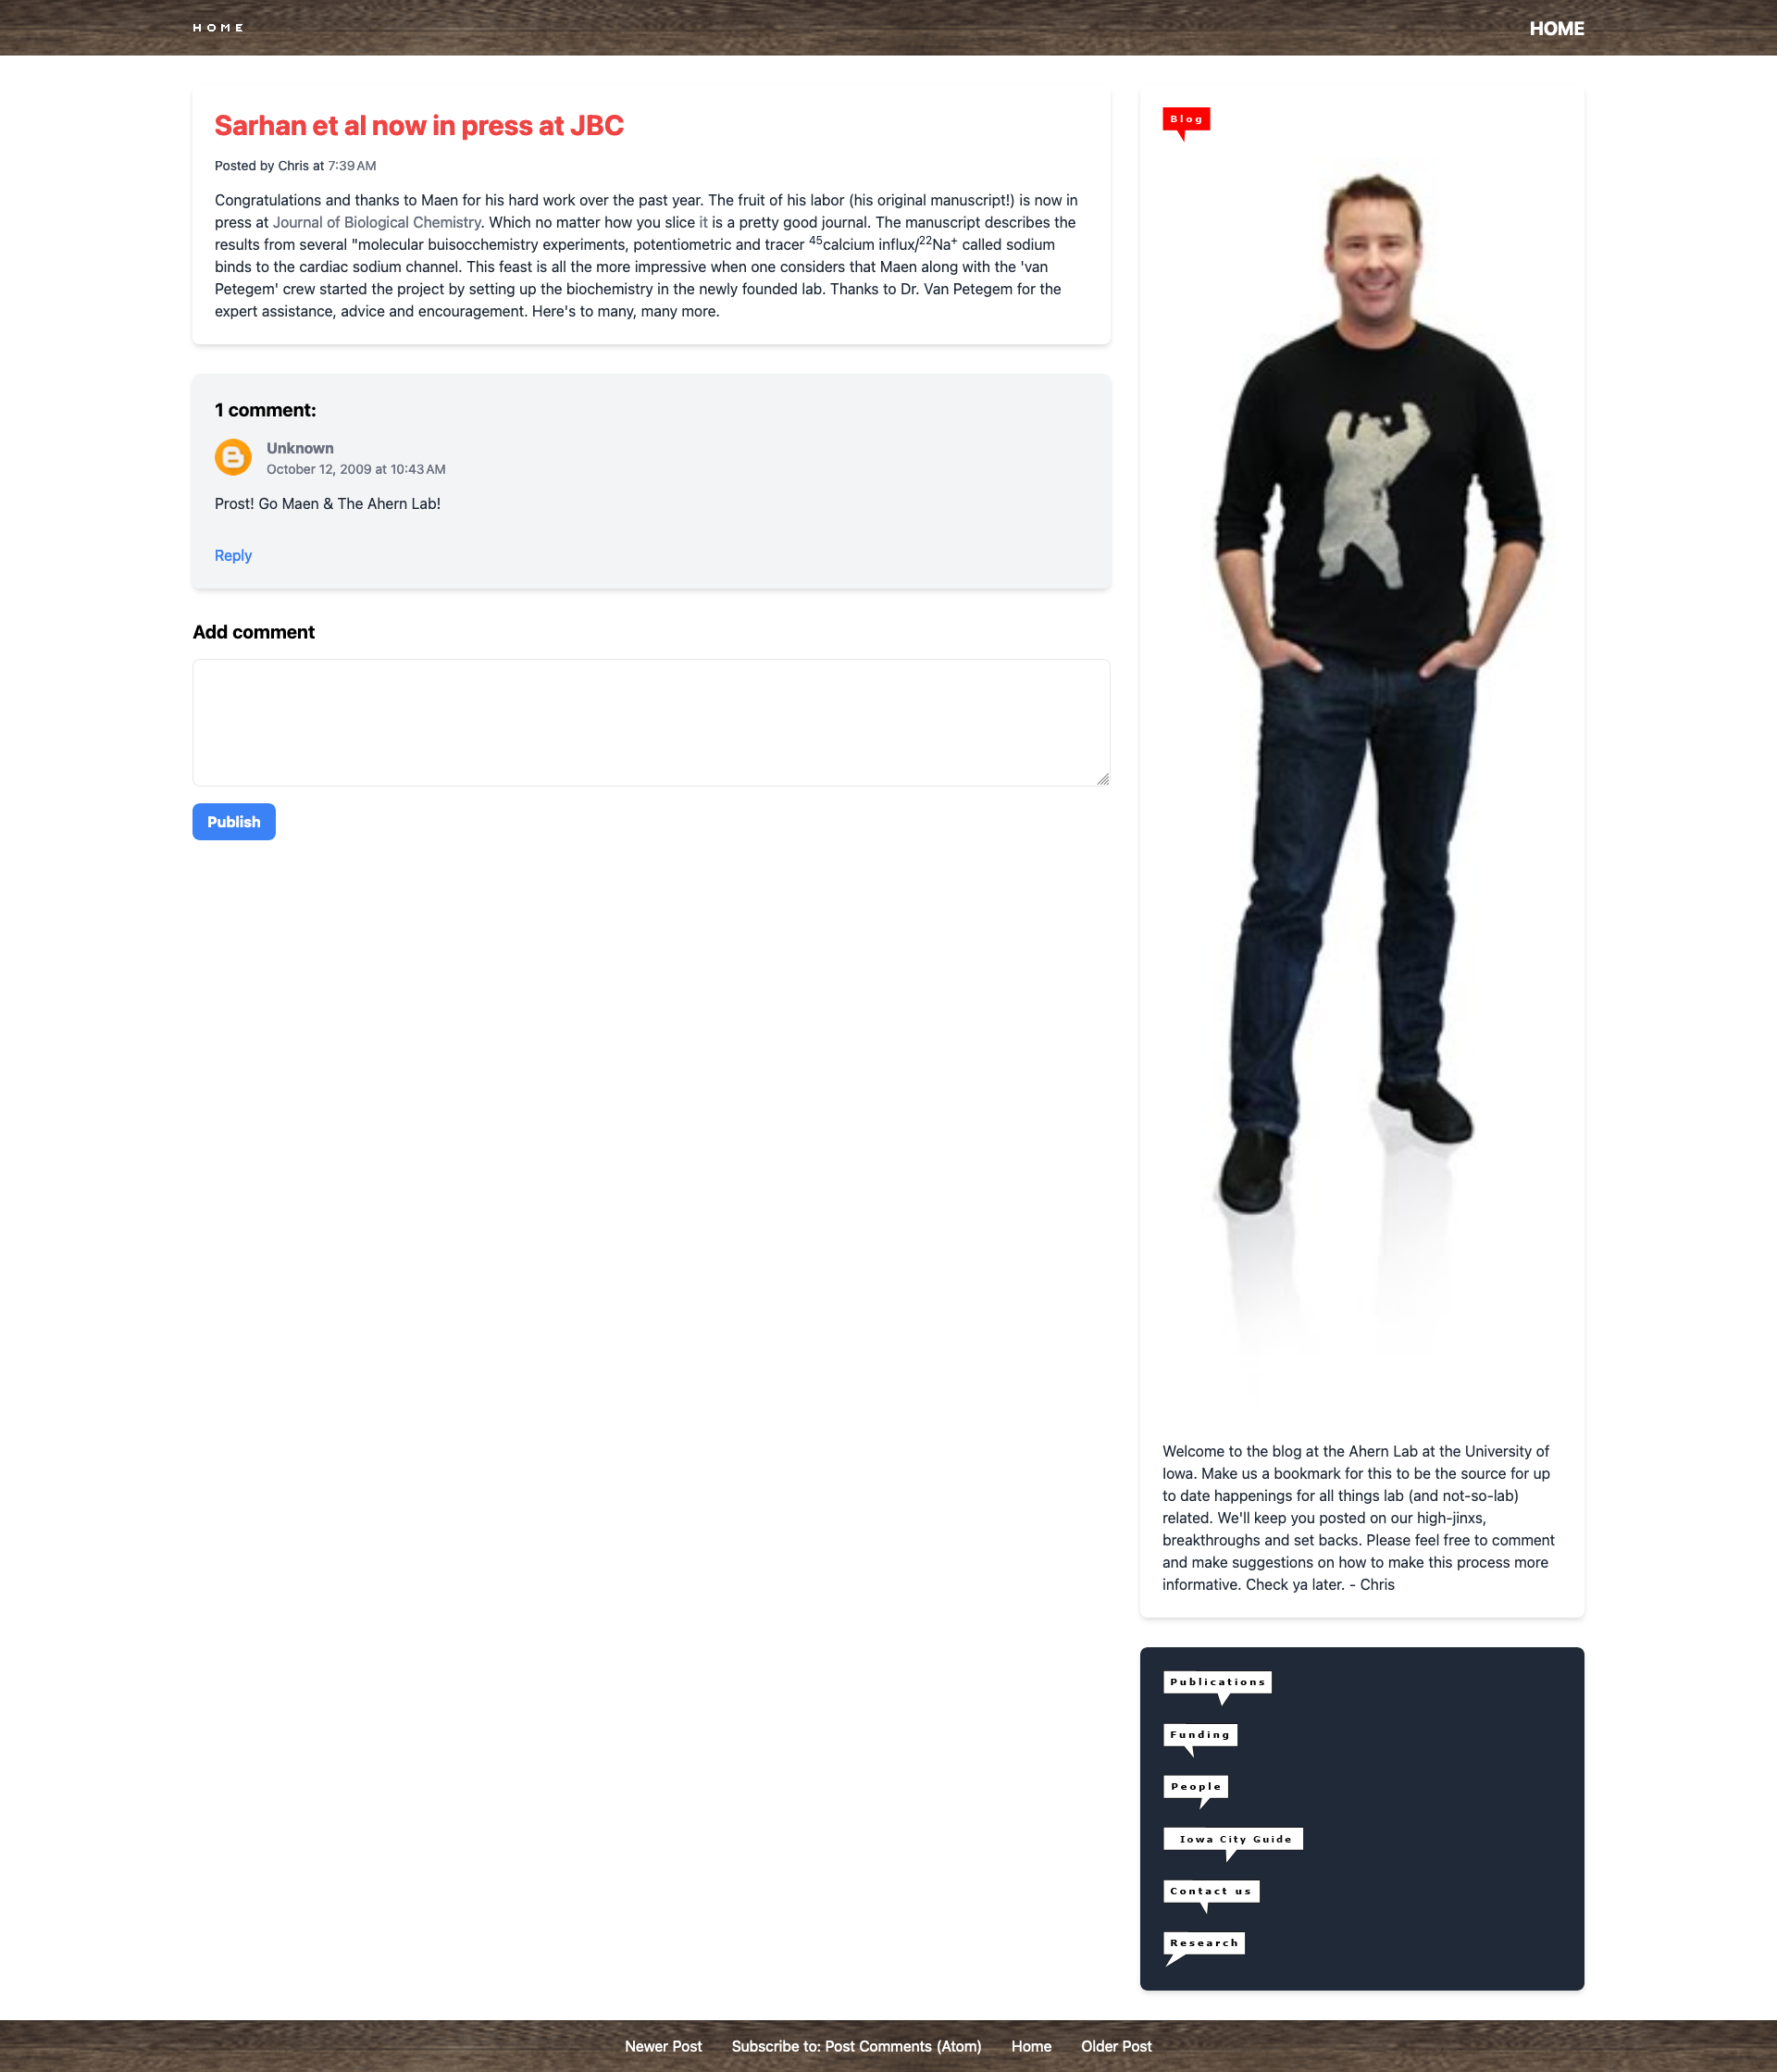 HOME
HOME
Sarhan et al now in press at JBC
Posted by Chris at 7:39 AM
Congratulations and thanks to Maen for his hard work over the past year. The fruit of his labor (his original manuscript!) is now in
press at Journal of Biological Chemistry. Which no matter how you slice it is a pretty good journal. The manuscript describes the
results from several "molecular buisocchemistry experiments, potentiometric and tracer ⁴⁵calcium influx/²²Na⁺ called sodium
binds to the cardiac sodium channel. This feast is all the more impressive when one considers that Maen along with the 'van
Petegem' crew started the project by setting up the biochemistry in the newly founded lab. Thanks to Dr. Van Petegem for the
expert assistance, advice and encouragement. Here's to many, many more.
1 comment:
Unknown
October 12, 2009 at 10:43 AM
Prost! Go Maen & The Ahern Lab!
Reply
Add comment
Publish
Blog
Welcome to the blog at the Ahern Lab at the University of
Iowa. Make us a bookmark for this to be the source for up
to date happenings for all things lab (and not-so-lab)
related. We'll keep you posted on our high-jinxs,
breakthroughs and set backs. Please feel free to comment
and make suggestions on how to make this process more
informative. Check ya later. - Chris
Publications
Funding
People
Iowa City Guide
Contact us
Research
Newer Post Subscribe to: Post Comments (Atom) Home Older Post